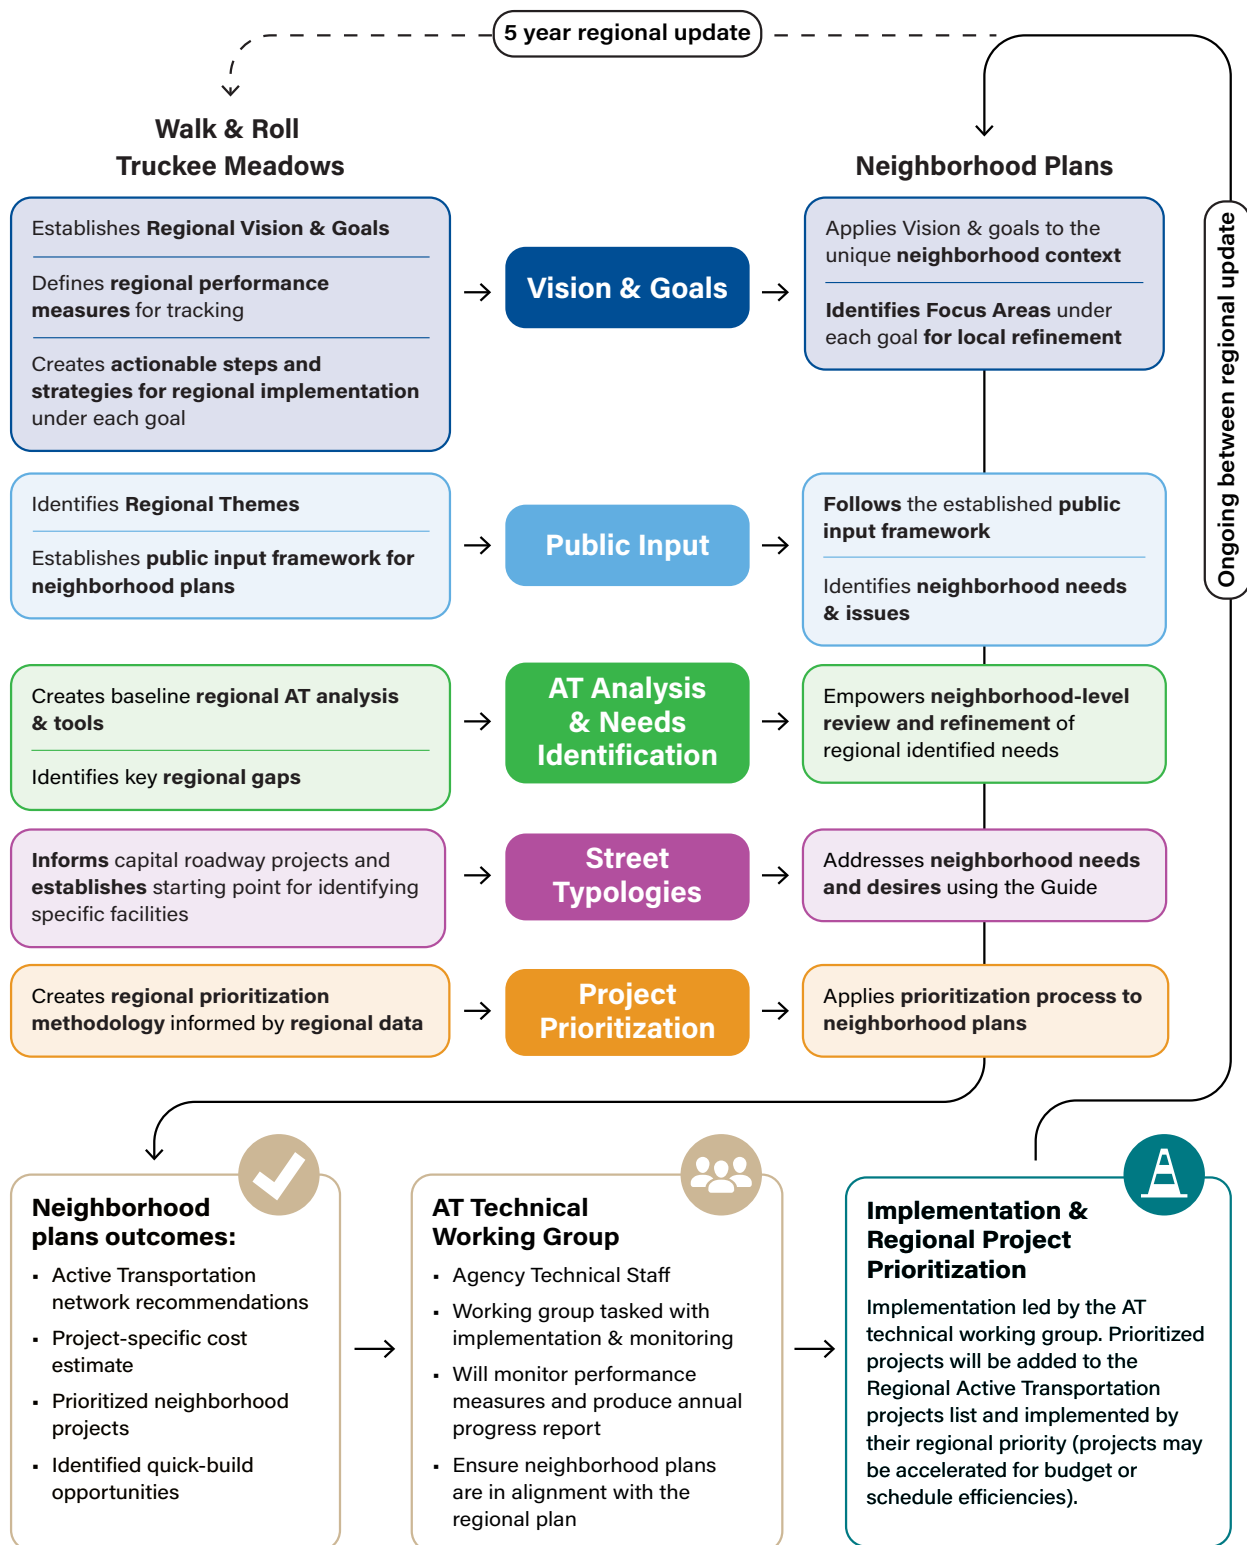 5 year regional update
Walk & Roll
Truckee Meadows
Neighborhood Plans
Ongoing between regional update
Establishes Regional Vision & Goals
Defines regional performance
measures for tracking
Creates actionable steps and
strategies for regional implementation
under each goal
Vision & Goals
Applies Vision & goals to the
unique neighborhood context
Identifies Focus Areas under
each goal for local refinement
Identifies Regional Themes
Establishes public input framework for
neighborhood plans
Public Input
Follows the established public
input framework
Identifies neighborhood needs
& issues
Creates baseline regional AT analysis
& tools
Identifies key regional gaps
AT Analysis
& Needs
Identification
Empowers neighborhood-level
review and refinement of
regional identified needs
Informs capital roadway projects and
establishes starting point for identifying
specific facilities
Street
Typologies
Addresses neighborhood needs
and desires using the Guide
Creates regional prioritization
methodology informed by regional data
Project
Prioritization
Applies prioritization process to
neighborhood plans
Neighborhood
plans outcomes:
▪ Active Transportation
network recommendations
▪ Project-specific cost
estimate
▪ Prioritized neighborhood
projects
▪ Identified quick-build
opportunities
AT Technical
Working Group
▪ Agency Technical Staff
▪ Working group tasked with
implementation & monitoring
▪ Will monitor performance
measures and produce annual
progress report
▪ Ensure neighborhood plans
are in alignment with the
regional plan
Implementation &
Regional Project
Prioritization
Implementation led by the AT
technical working group. Prioritized
projects will be added to the
Regional Active Transportation
projects list and implemented by
their regional priority (projects may
be accelerated for budget or
schedule efficiencies).